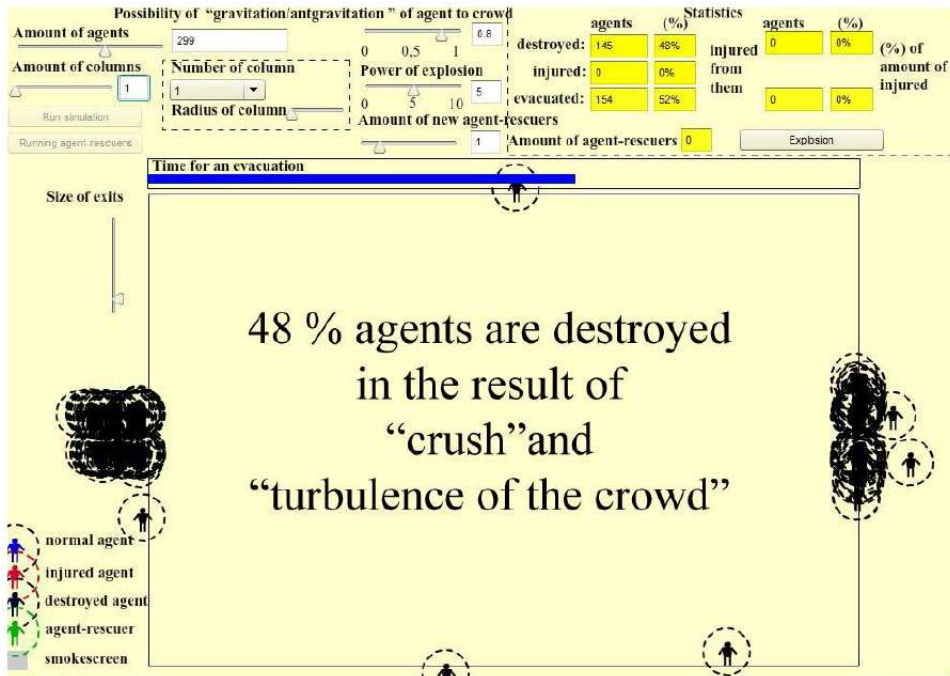 Possibility of "gravitation/antgravitation " of agent to crowd
Statistics
Amount of agents
299
0 0,5 1
0.8
agents (%)
agents (%)
destroyed: 145 48%
injured: 0 0%
evacuated: 154 52%
injured of from them
0 0%
0 0%
(%) of amount of injured
Amount of columns
1
Number of column
1
Radius of column
Power of explosion
0 5 10
5
Amount of new agent-rescuers
1
Run simulation
Running agent-rescuers
Amount of agent-rescuers 0
Explosion
Time for an evacuation
Size of exits
48 % agents are destroyed
in the result of
"crush"and
"turbulence of the crowd"
normal agent
injured agent
destroyed agent
agent-rescuer
smokescreen